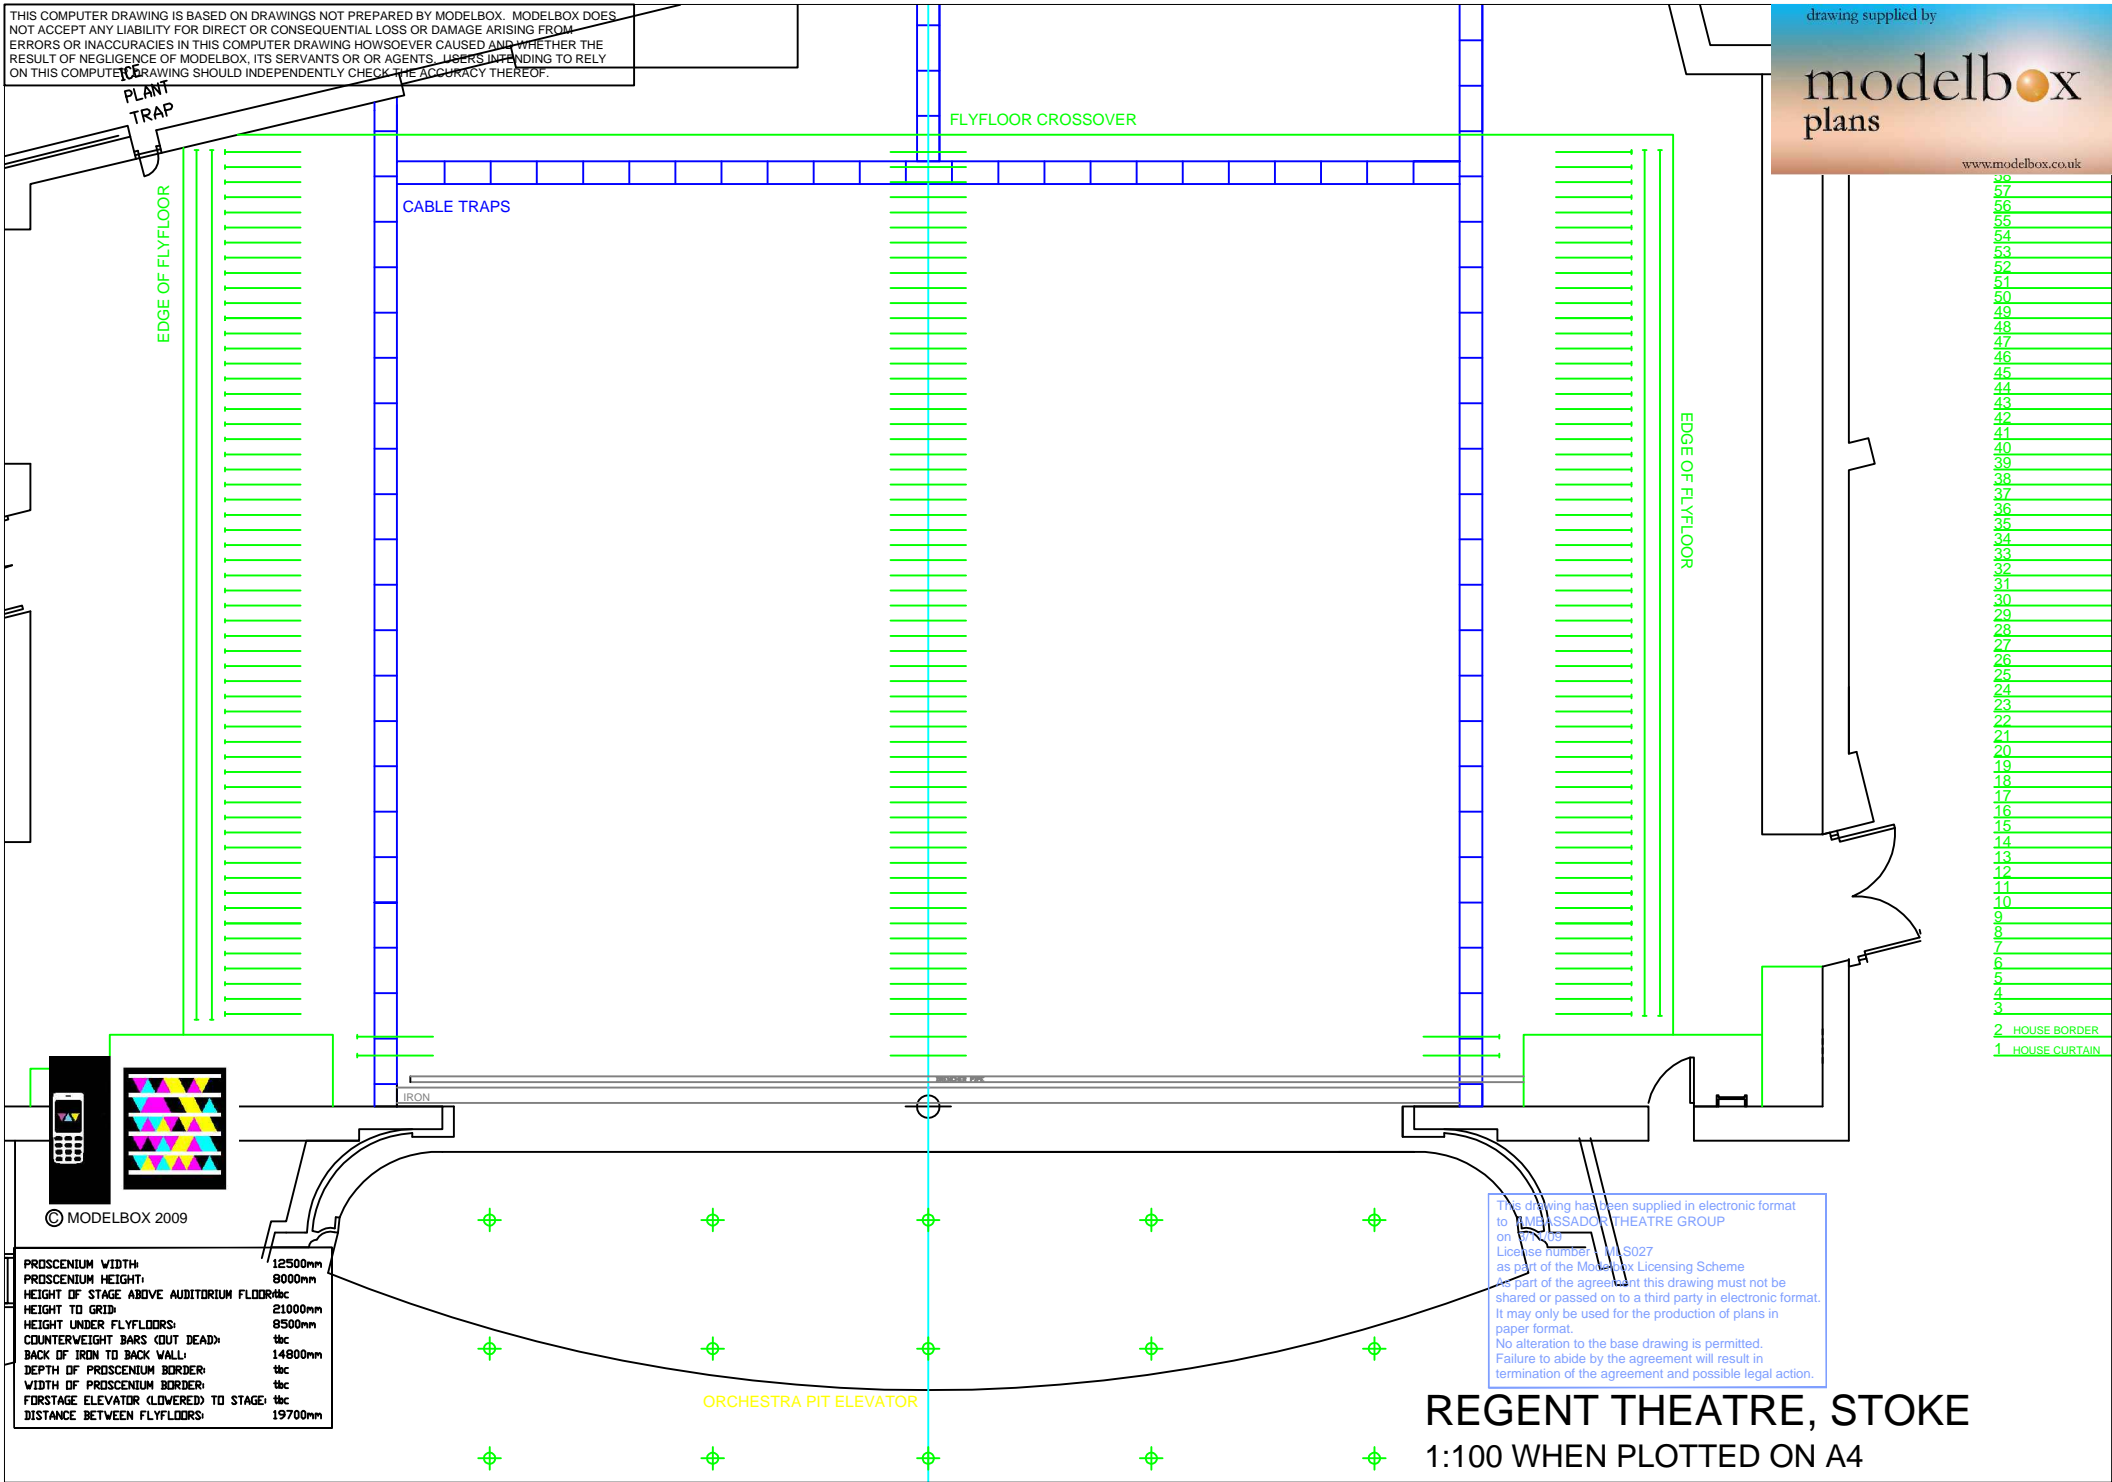 THIS COMPUTER DRAWING IS BASED ON DRAWINGS NOT PREPARED BY MODELBOX. MODELBOX DOES
NOT ACCEPT ANY LIABILITY FOR DIRECT OR CONSEQUENTIAL LOSS OR DAMAGE ARISING FROM
ERRORS OR INACCURACIES IN THIS COMPUTER DRAWING HOWSOEVER CAUSED AND WHETHER THE
RESULT OF NEGLIGENCE OF MODELBOX, ITS SERVANTS OR OR AGENTS. USERS INTENDING TO RELY
ON THIS COMPUTER DRAWING SHOULD INDEPENDENTLY CHECK THE ACCURACY THEREOF.
drawing supplied by
modelbox
plans
www.modelbox.co.uk
ICE
PLANT
TRAP
FLYFLOOR CROSSOVER
CABLE TRAPS
EDGE OF FLYFLOOR
EDGE OF FLYFLOOR
58
57
56
55
54
53
52
51
50
49
48
47
46
45
44
43
42
41
40
39
38
37
36
35
34
33
32
31
30
29
28
27
26
25
24
23
22
21
20
19
18
17
16
15
14
13
12
11
10
9
8
7
6
5
4
3
2 HOUSE BORDER
1 HOUSE CURTAIN
IRON
© MODELBOX 2009
PROSCENIUM WIDTH: 12500mm
PROSCENIUM HEIGHT: 8000mm
HEIGHT OF STAGE ABOVE AUDITORIUM FLOOR: tbc
HEIGHT TO GRID: 21000mm
HEIGHT UNDER FLYFLOORS: 8500mm
COUNTERWEIGHT BARS (OUT DEAD): tbc
BACK OF IRON TO BACK WALL: 14800mm
DEPTH OF PROSCENIUM BORDER: tbc
WIDTH OF PROSCENIUM BORDER: tbc
FORSTAGE ELEVATOR (LOWERED) TO STAGE: tbc
DISTANCE BETWEEN FLYFLOORS: 19700mm
ORCHESTRA PIT ELEVATOR
This drawing has been supplied in electronic format
to AMBASSADOR THEATRE GROUP
on 3/11/09
License number - MLS027
as part of the Modelbox Licensing Scheme
As part of the agreement this drawing must not be
shared or passed on to a third party in electronic format.
It may only be used for the production of plans in
paper format.
No alteration to the base drawing is permitted.
Failure to abide by the agreement will result in
termination of the agreement and possible legal action.
REGENT THEATRE, STOKE
1:100 WHEN PLOTTED ON A4